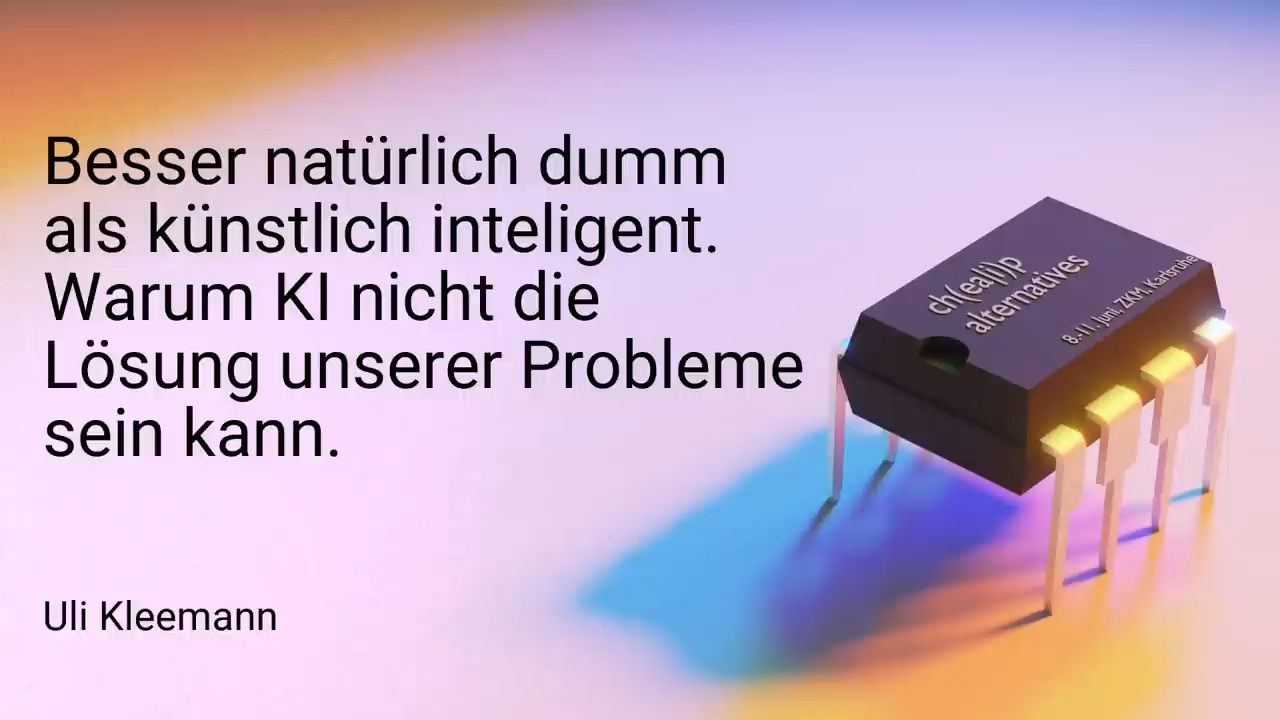 Besser natürlich dumm
als künstlich inteligent.
Warum KI nicht die
Lösung unserer Probleme
sein kann.
Uli Kleemann
ch(ea(i)p
alternatives
8.-11. Juni, ZKM, Karlsruhe